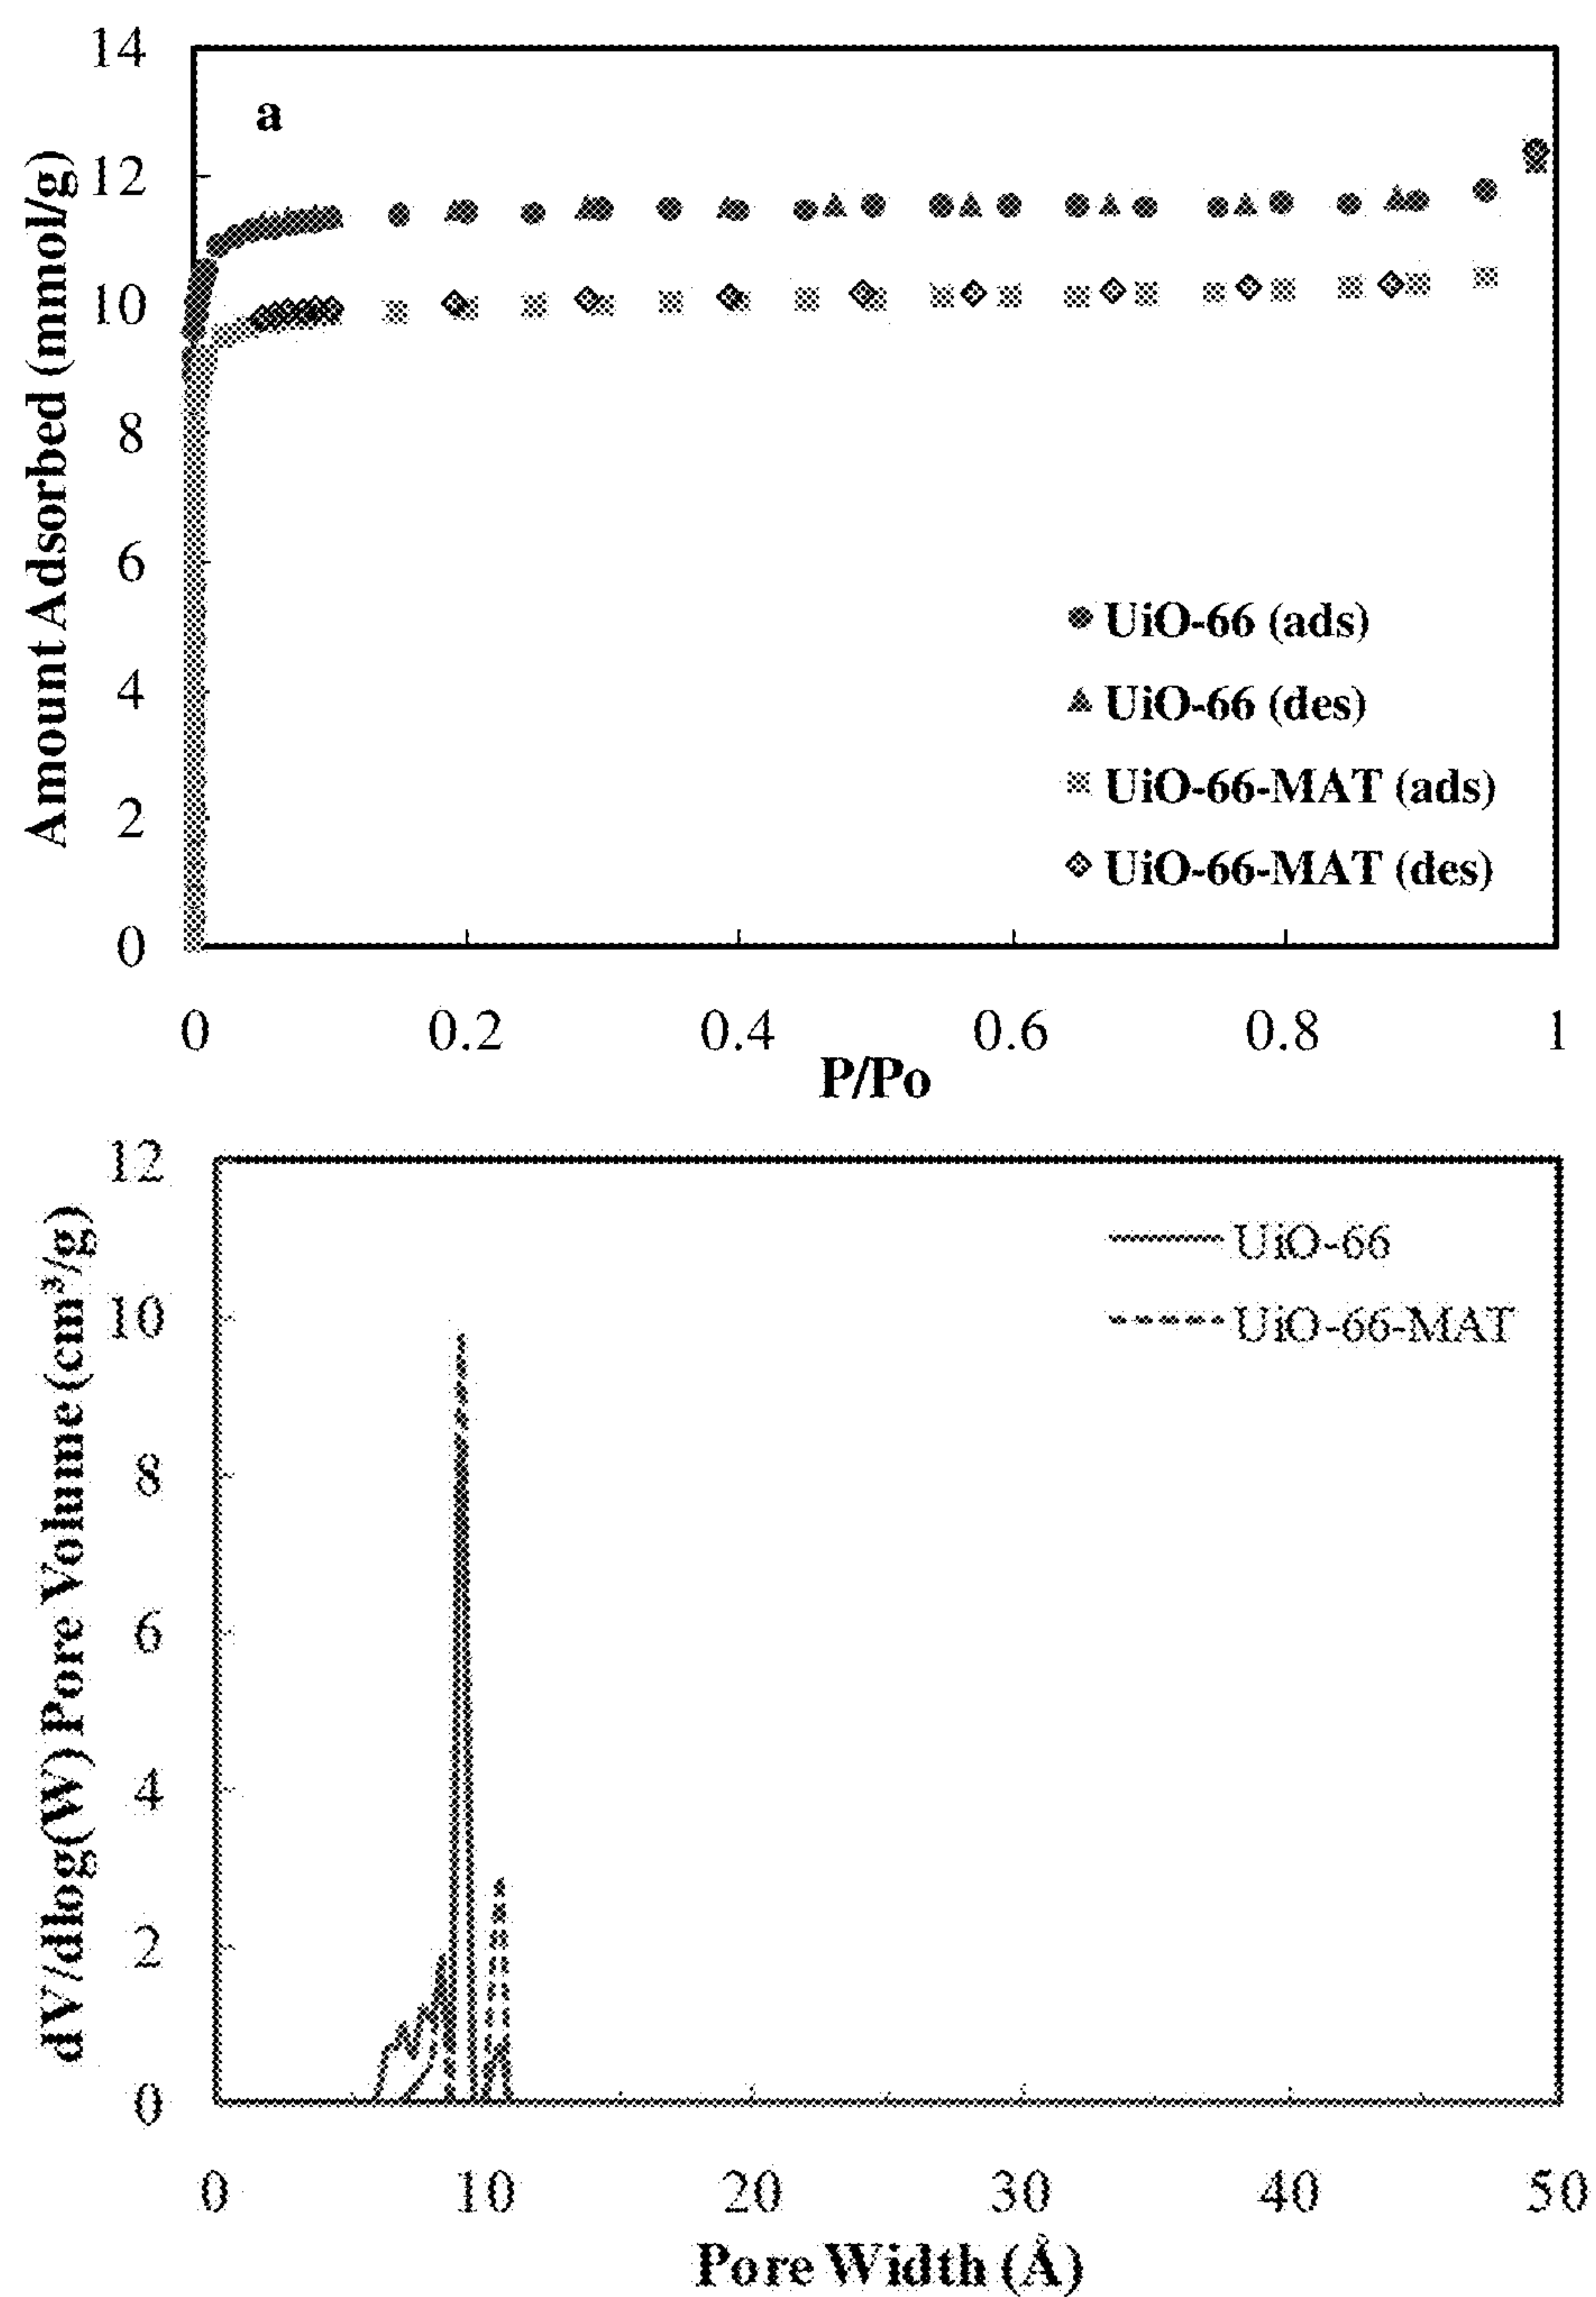 14
a
12
10
8
6
4
2
0
Amount Adsorbed (mmol/g)
UiO-66 (ads)
UiO-66 (des)
UiO-66-MAT (ads)
UiO-66-MAT (des)
0 0.2 0.4 0.6 0.8 1
P/Po
12
10
8
6
4
2
0
dV/dlog(W) Pore Volume (cm³/g)
UiO-66
UiO-66-MAT
0 10 20 30 40 50
Pore Width (Å)